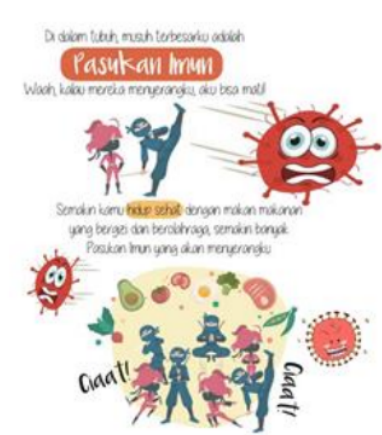 Di dalam tubuh, musuh terbesarku adalah
Pasukan Imun
Waah, kalau mereka menyerangku, aku bisa mati!
Semakin kamu hidup sehat dengan makan makanan
yang bergizi dan berolahraga, semakin banyak
Pasukan Imun yang akan menyerangku
Ciaat!
Ciaat!